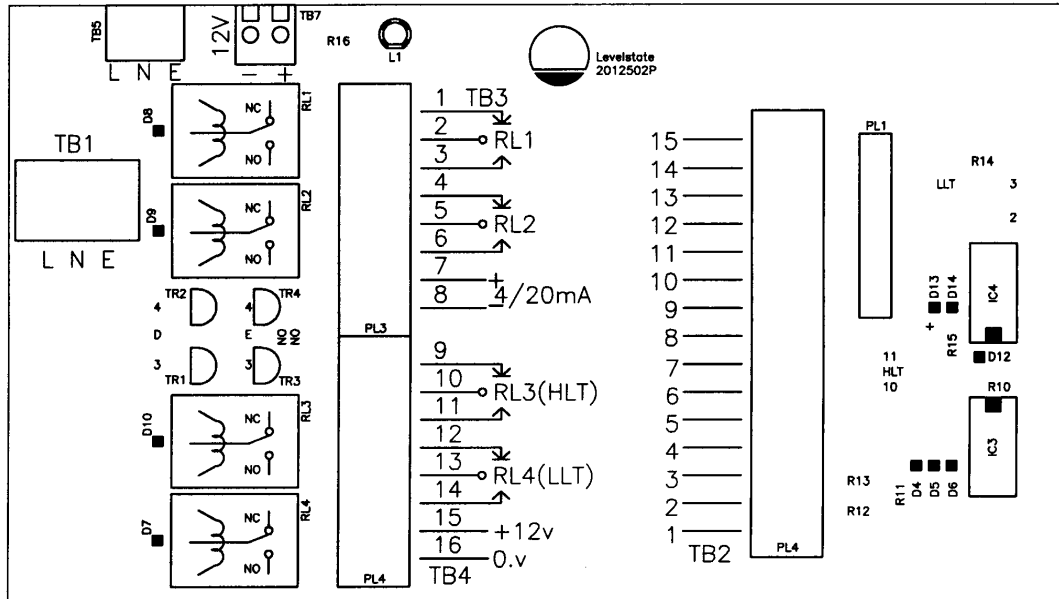 TB5
L N E
12V
TB7
- +
R16
L1
Levelstate
2012502P
TB1
L N E
D8
NC
NO
RL1
D9
NC
NO
RL2
TR2
4
D
3
TR1
TR4
4
E
NO
NO
3
TR3
D10
NC
NO
RL3
D7
NC
NO
RL4
PL3
PL4
1 TB3
2 RL1
3
4
5 RL2
6
7 +
8 - 4/20mA
9
10 RL3(HLT)
11
12
13 RL4(LLT)
14
15 +12v
16 0.v
TB4
15
14
13
12
11
10
9
8
7
6
5
4
3
2
1
TB2
PL4
PL1
R14
LLT 3
2
D13
D14
+
R15
IC4
D12
11
HLT
10
R10
IC3
R13
R12
R11
D4
D5
D6